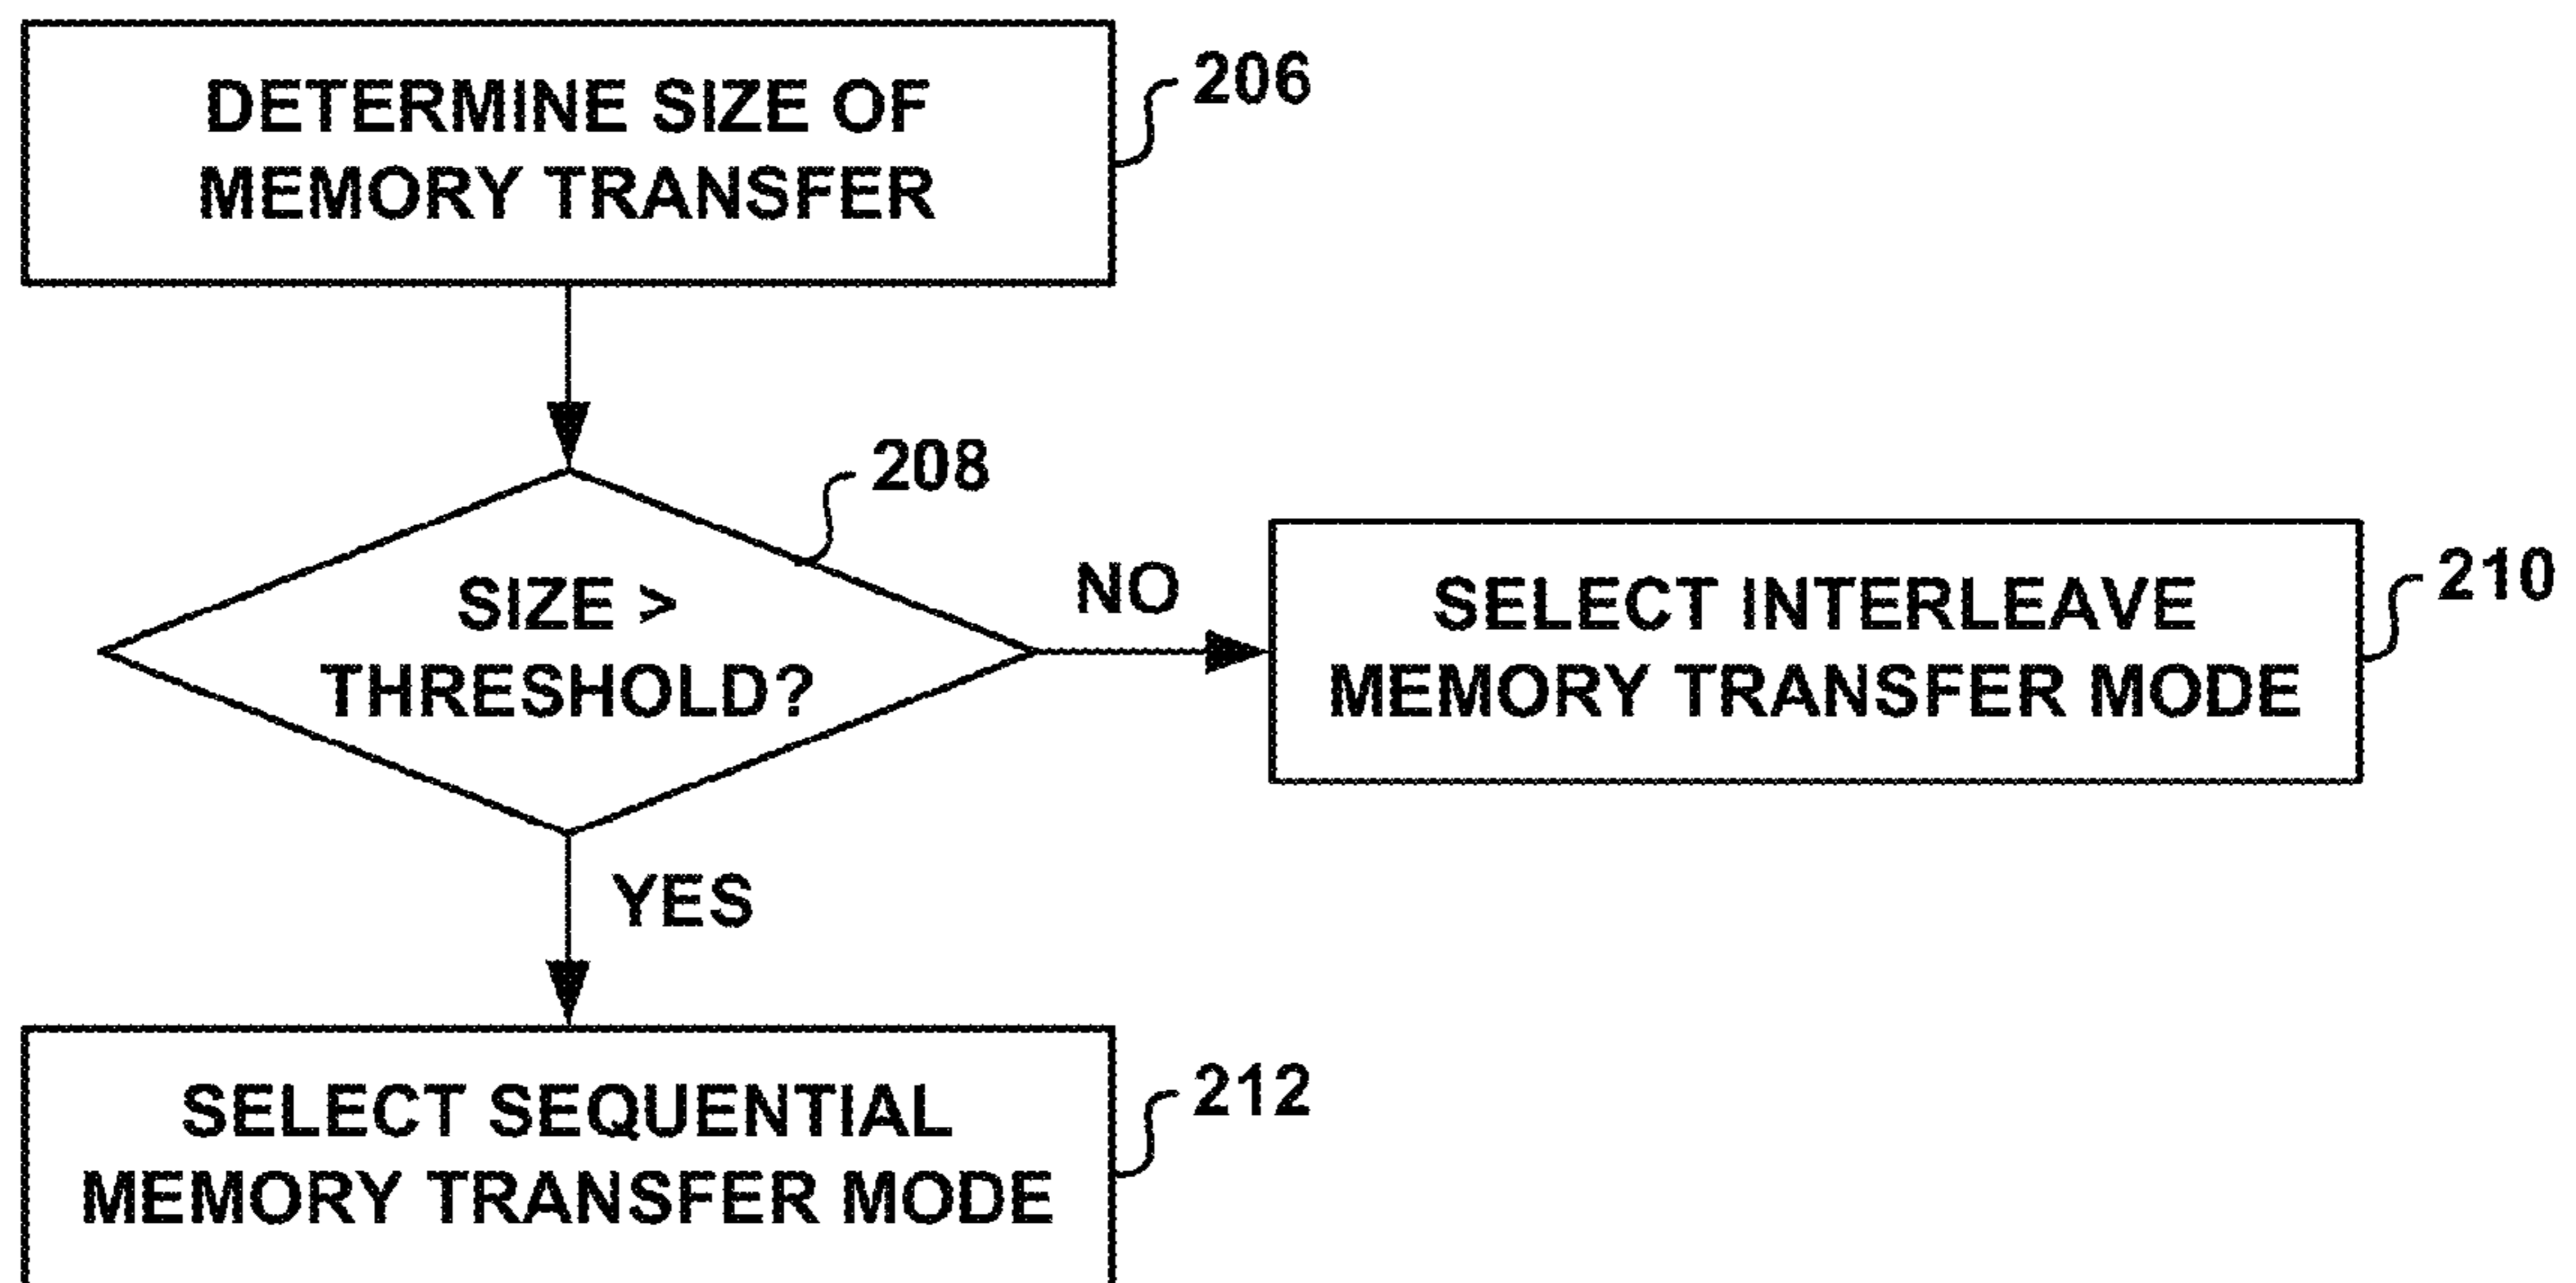 DETERMINE SIZE OF
MEMORY TRANSFER
206
208
SIZE >
THRESHOLD?
NO
SELECT INTERLEAVE
MEMORY TRANSFER MODE
210
YES
SELECT SEQUENTIAL
MEMORY TRANSFER MODE
212